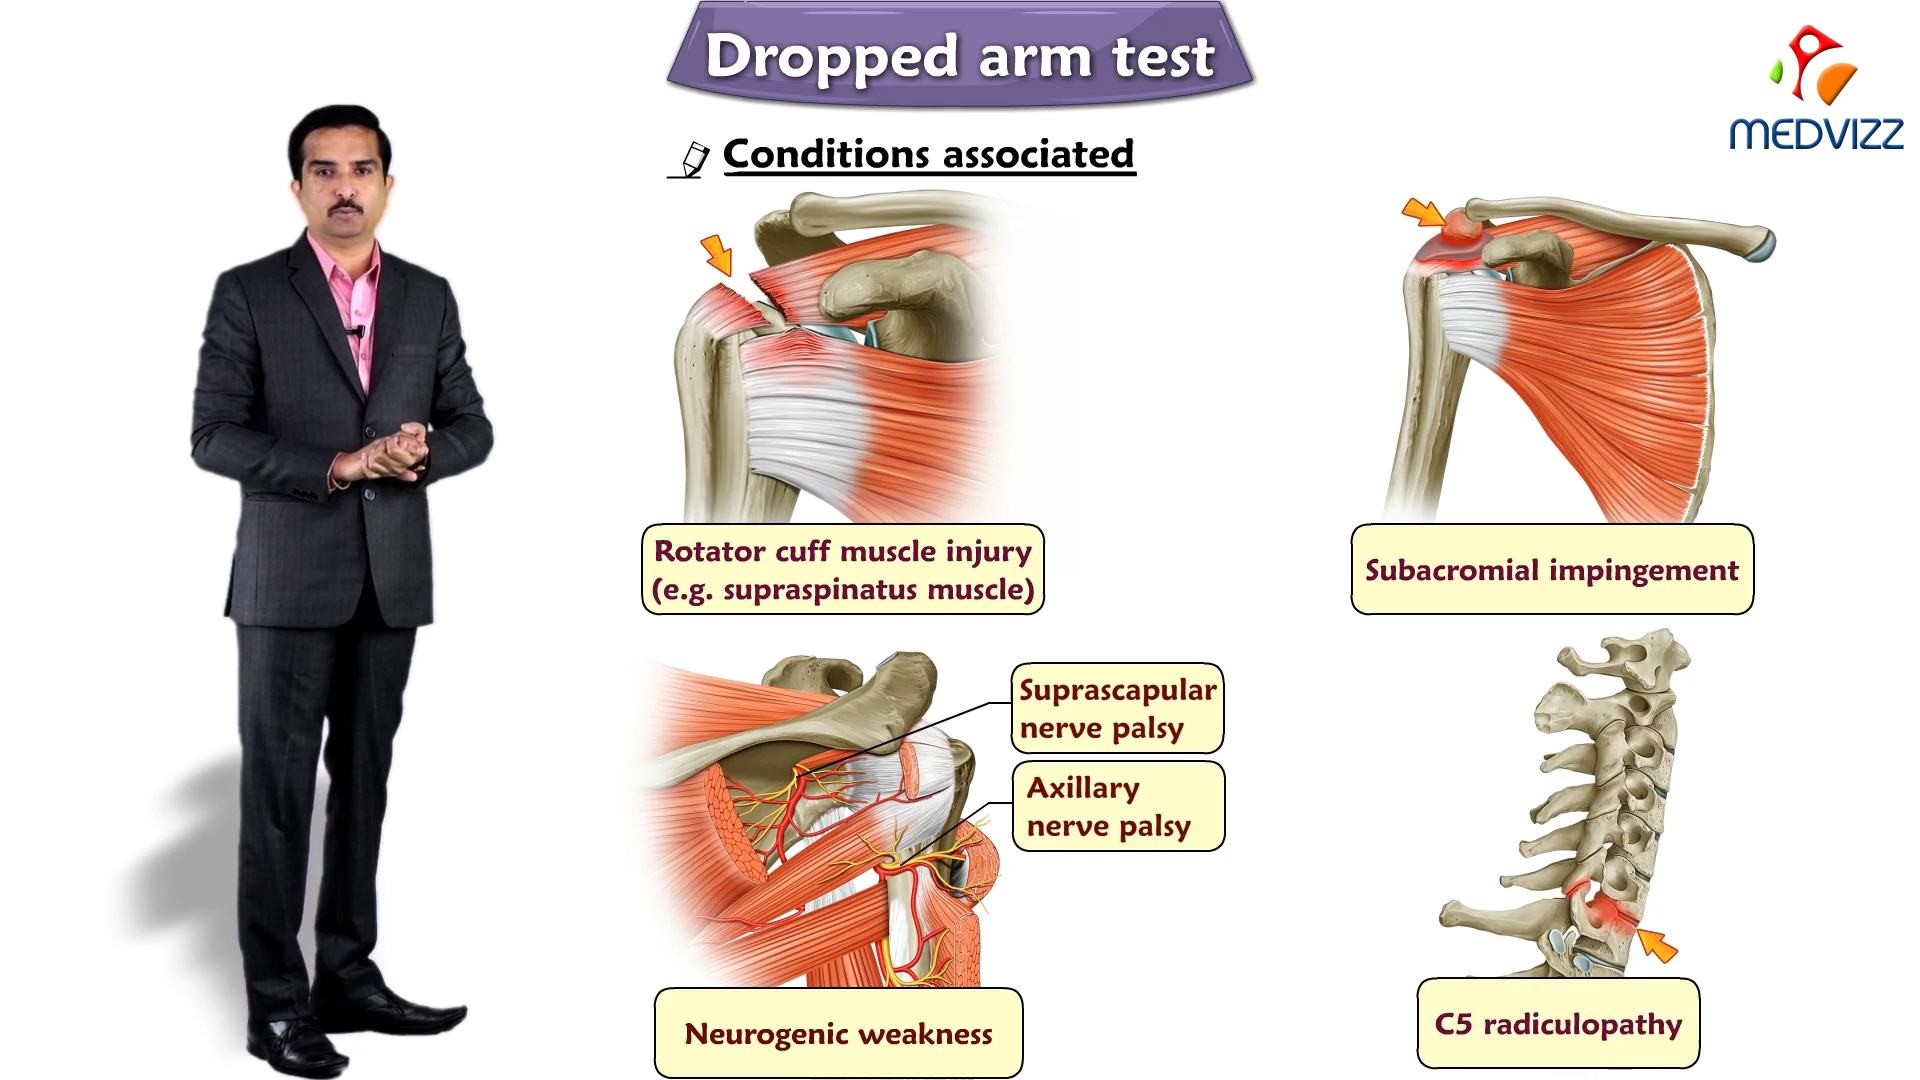 Dropped arm test
MEDVIZZ
Conditions associated
Rotator cuff muscle injury
(e.g. supraspinatus muscle)
Subacromial impingement
Suprascapular
nerve palsy
Axillary
nerve palsy
Neurogenic weakness
C5 radiculopathy